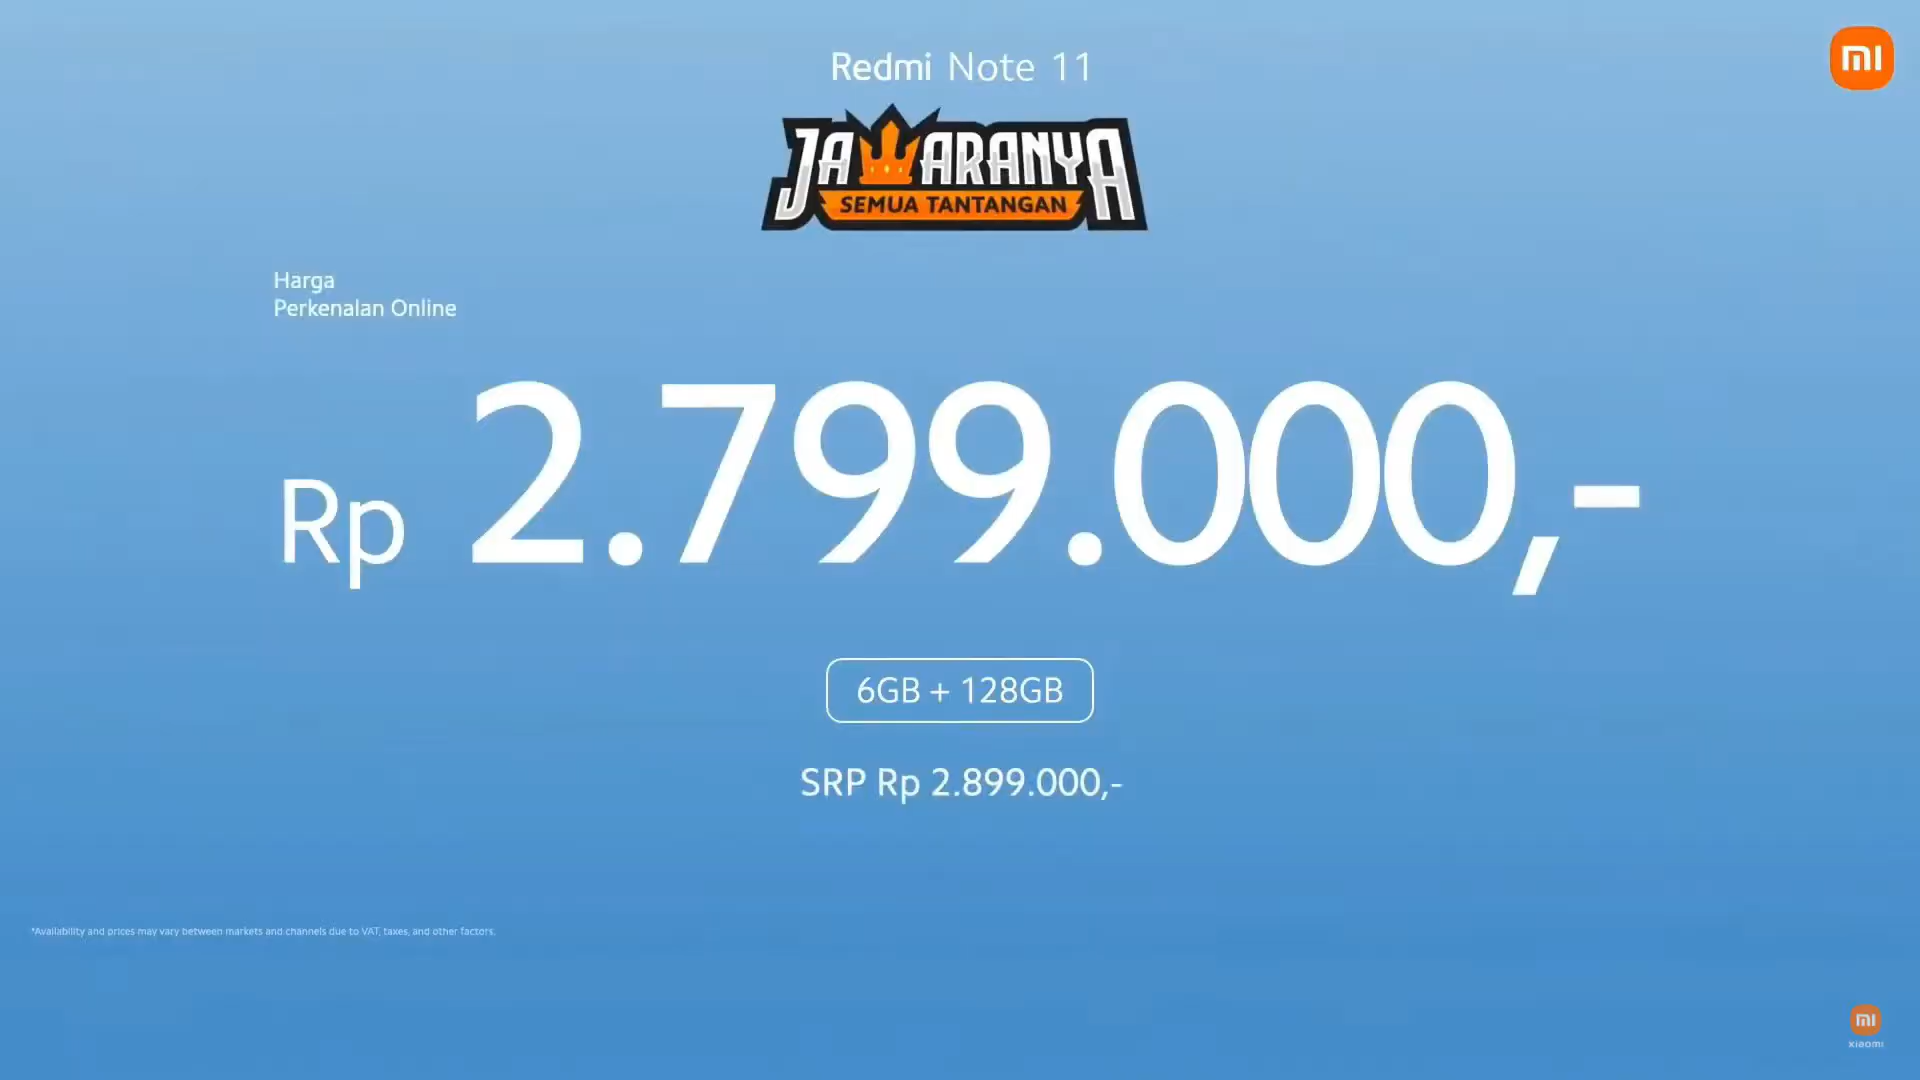 Redmi Note 11
mi
JAWARANYA
SEMUA TANTANGAN
Harga
Perkenalan Online
Rp 2.799.000,-
6GB + 128GB
SRP Rp 2.899.000,-
*Availability and prices may vary between markets and channels due to VAT, taxes, and other factors.
mi
xiaomi